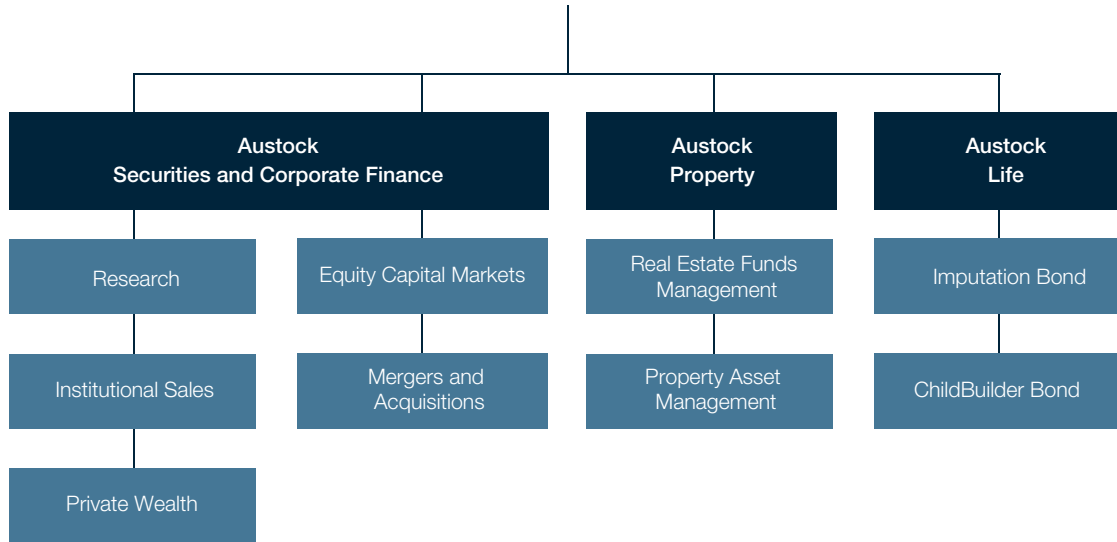 Austock
Securities and Corporate Finance
Austock
Property
Austock
Life
Research
Equity Capital Markets
Real Estate Funds
Management
Imputation Bond
Institutional Sales
Mergers and
Acquisitions
Property Asset
Management
ChildBuilder Bond
Private Wealth